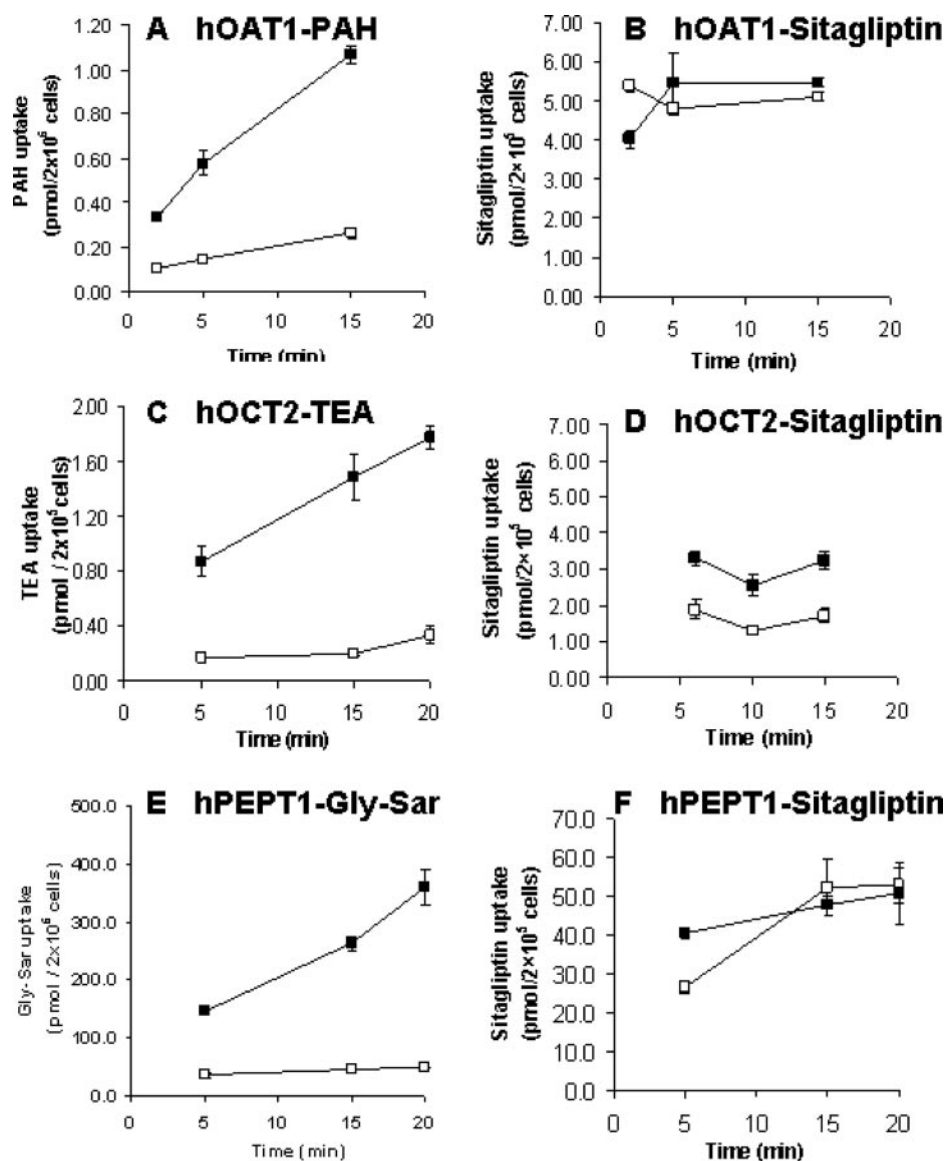 A hOAT1-PAH
1.20
1.00
0.80
0.60
0.40
0.20
0.00
PAH uptake
(pmol/2x10⁵ cells)
0 5 10 15 20
Time (min)
B hOAT1-Sitagliptin
7.00
6.00
5.00
4.00
3.00
2.00
1.00
0.00
Sitagliptin uptake
(pmol/2×10⁵ cells)
0 5 10 15 20
Time (min)
C hOCT2-TEA
2.00
1.60
1.20
0.80
0.40
0.00
TEA uptake
(pmol / 2x10⁵ cells)
0 5 10 15 20
Time (min)
D hOCT2-Sitagliptin
7.00
6.00
5.00
4.00
3.00
2.00
1.00
0.00
Sitagliptin uptake
(pmol/2×10⁵ cells)
0 5 10 15 20
Time (min)
E hPEPT1-Gly-Sar
500.0
400.0
300.0
200.0
100.0
0.0
Gly-Sar uptake
(pmol / 2x10⁵ cells)
0 5 10 15 20
Time (min)
F hPEPT1-Sitagliptin
70.0
60.0
50.0
40.0
30.0
20.0
10.0
0.0
Sitagliptin uptake
(pmol/2×10⁵ cells)
0 5 10 15 20
Time (min)